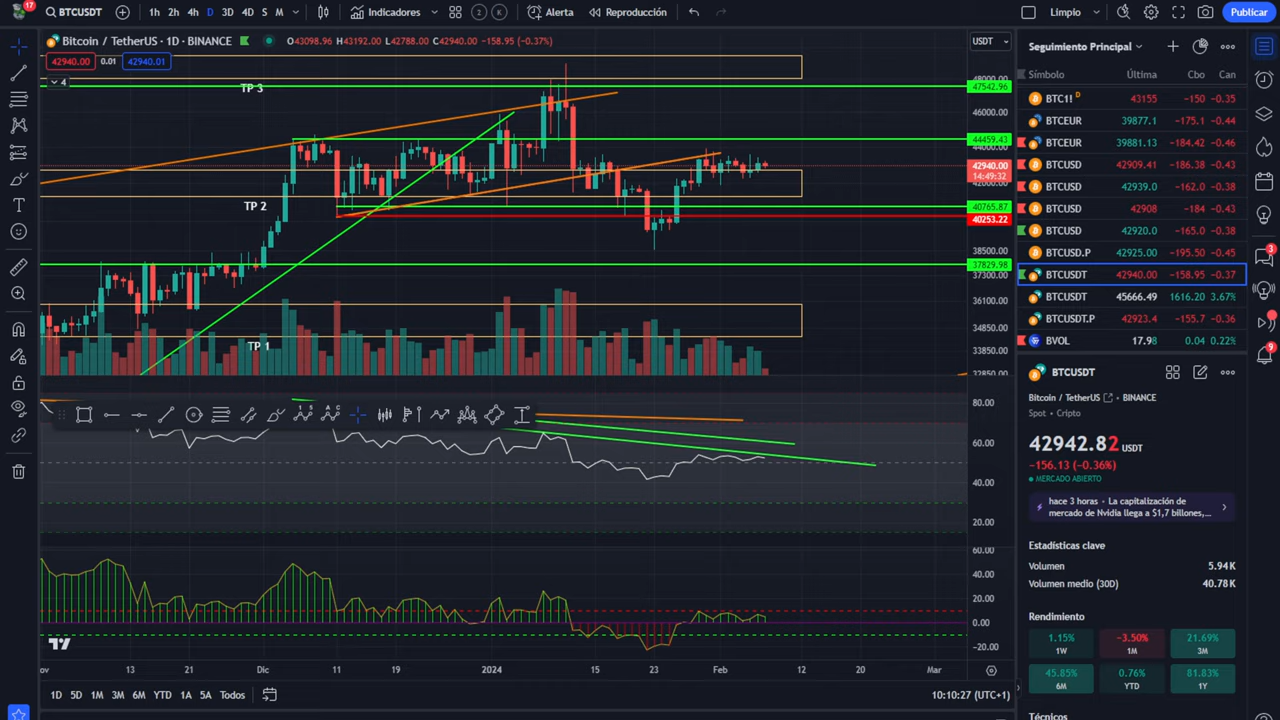 17 BTCUSDT 1h 2h 4h D 3D 4D S M Indicadores 2 K Alerta Reproducción Limpio Publicar
Bitcoin / TetherUS · 1D · BINANCE O43098.96 H43192.00 L42788.00 C42940.00 −158.95 (−0.37%) USDT
42940.00 0.01 42940.01
4
TP 3
TP 2
TP 1
48000.00
47542.96
46000.00
44459.43
44000.00
42940.00
14:49:32
42000.00
40765.87
40253.22
38500.00
37829.98
37300.00
36100.00
34850.00
33850.00
32850.00
80.00
60.00
40.00
20.00
60.00
40.00
20.00
0.00
−20.00
ov 13 21 Dic 11 19 2024 15 23 Feb 12 20 Mar
1D 5D 1M 3M 6M YTD 1A 5A Todos
10:10:27 (UTC+1)
Seguimiento Principal
Símbolo Última Cbo Can
BTC1! D 43155 −150 −0.35
BTCEUR 39877.1 −175.1 −0.44
BTCEUR 39881.13 −184.42 −0.46
BTCUSD 42909.41 −186.38 −0.43
BTCUSD 42939.0 −162.0 −0.38
BTCUSD 42908 −184 −0.43
BTCUSD 42920.0 −165.0 −0.38
BTCUSD.P 42925.00 −195.50 −0.45
BTCUSDT 42940.00 −158.95 −0.37
BTCUSDT 45666.49 1616.20 3.67%
BTCUSDT.P 42923.4 −155.7 −0.36
BVOL 17.98 0.04 0.22%
BTCUSDT
Bitcoin / TetherUS BINANCE
Spot • Cripto
42942.82 USDT
−156.13 (−0.36%)
MERCADO ABIERTO
hace 3 horas • La capitalización de
mercado de Nvidia llega a $1,7 billones,...
Estadísticas clave
Volumen 5.94K
Volumen medio (30D) 40.78K
Rendimiento
1.15% −3.50% 21.69%
1W 1M 3M
45.85% 0.76% 81.83%
6M YTD 1Y
Técnicos
3
9